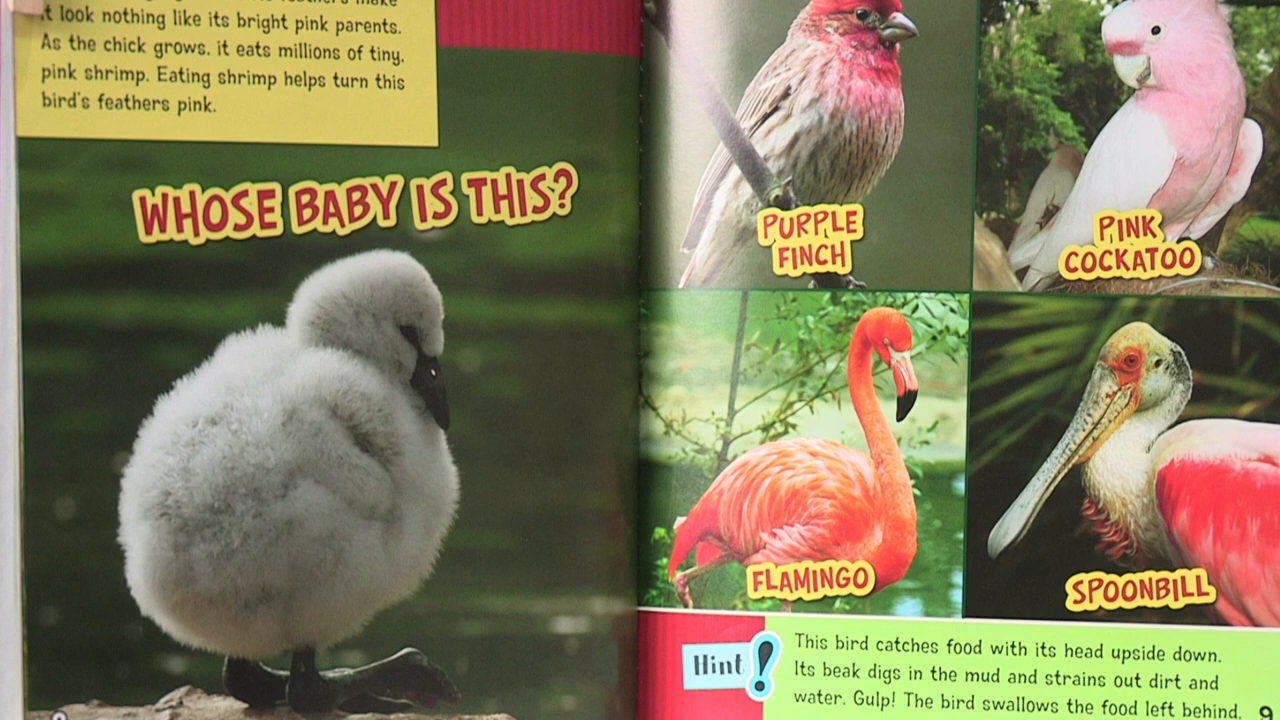 it look nothing like its bright pink parents.
As the chick grows, it eats millions of tiny,
pink shrimp. Eating shrimp helps turn this
bird's feathers pink.
WHOSE BABY IS THIS?
PURPLE
FINCH
PINK
COCKATOO
FLAMINGO
SPOONBILL
Hint!
This bird catches food with its head upside down.
Its beak digs in the mud and strains out dirt and
water. Gulp! The bird swallows the food left behind.
9